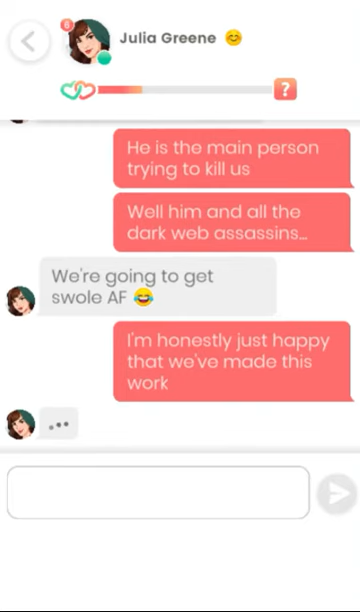 8
Julia Greene 😊
?
He is the main person
trying to kill us
Well him and all the
dark web assassins...
We're going to get
swole AF 😂
I'm honestly just happy
that we've made this
work
...